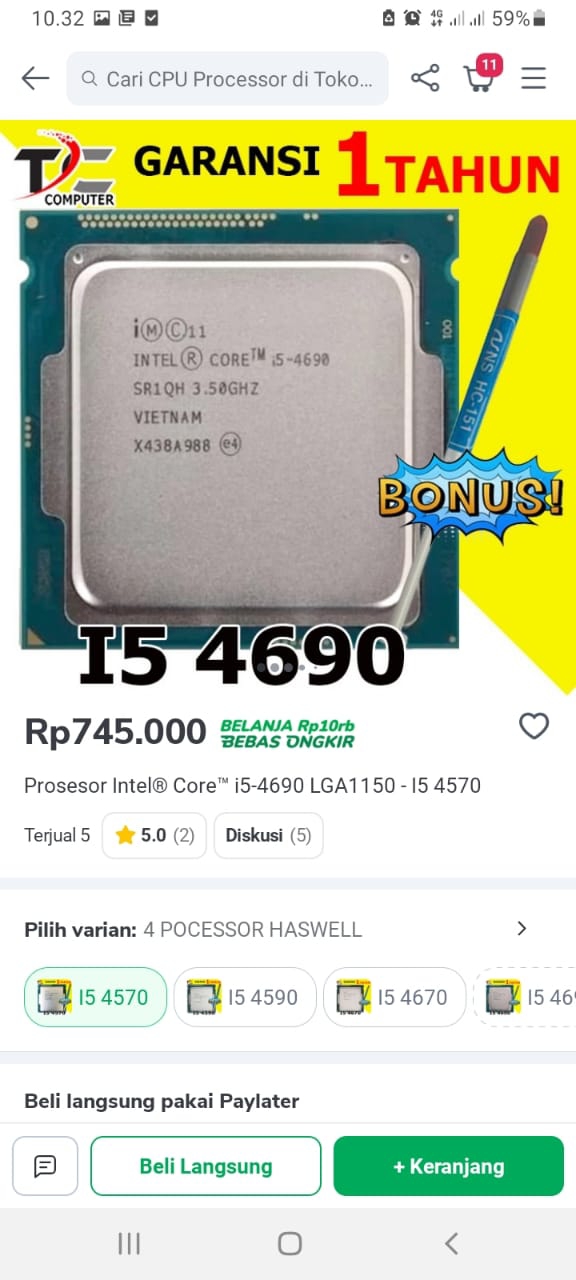 10.32
4G
59%
Cari CPU Processor di Toko...
11
TC
COMPUTER
GARANSI 1 TAHUN
i Ⓜ Ⓒ 11
INTEL® CORE™ i5-4690
SR1QH 3.50GHZ
VIETNAM
X438A988 e4
NS HC-151
BONUS!
I5 4690
Rp745.000
BELANJA Rp10rb
BEBAS ONGKIR
Prosesor Intel® Core™ i5-4690 LGA1150 - I5 4570
Terjual 5
5.0 (2)
Diskusi (5)
Pilih varian: 4 POCESSOR HASWELL
I5 4570
I5 4590
I5 4670
I5 46
Beli langsung pakai Paylater
Beli Langsung
+ Keranjang